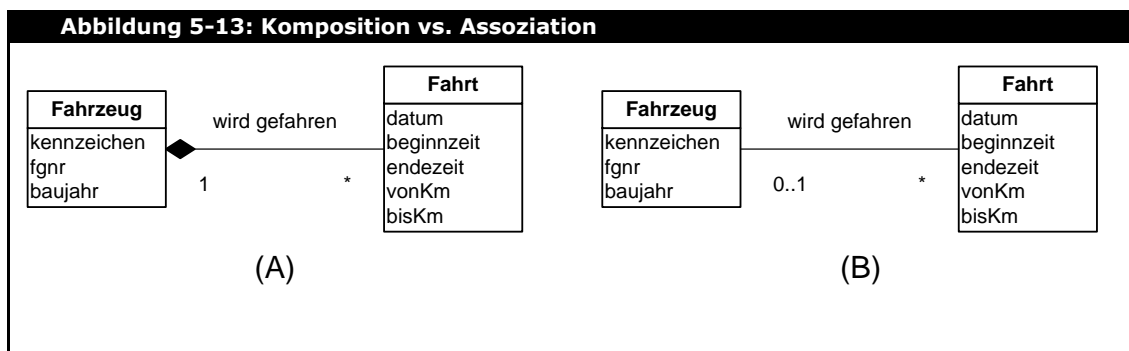 Abbildung 5-13: Komposition vs. Assoziation
Fahrzeug
kennzeichen
fgnr
baujahr
wird gefahren
1
*
Fahrt
datum
beginnzeit
endezeit
vonKm
bisKm
(A)
Fahrzeug
kennzeichen
fgnr
baujahr
wird gefahren
0..1
*
Fahrt
datum
beginnzeit
endezeit
vonKm
bisKm
(B)